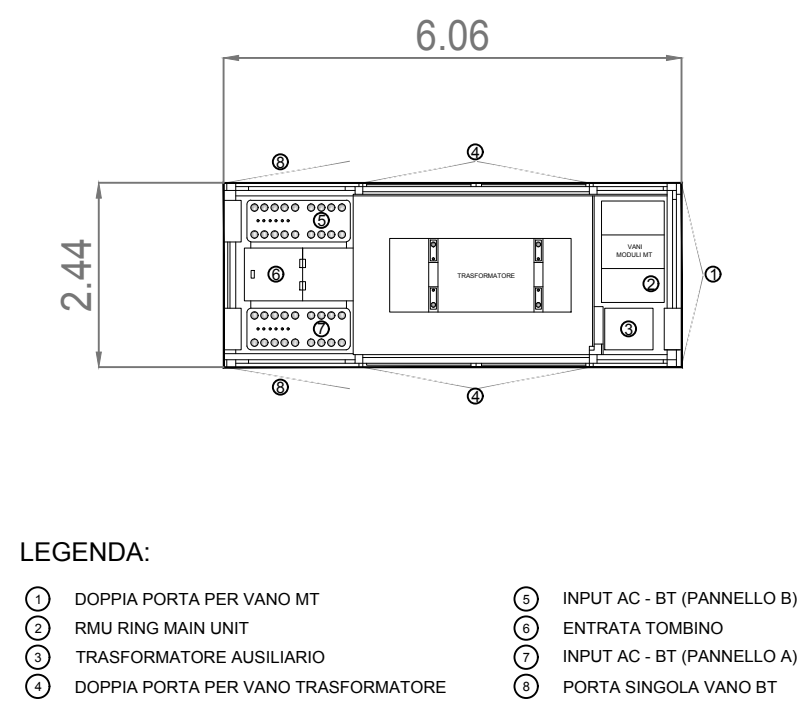 6.06
8
4
2.44
5
VANI
MODULI MT
6
TRASFORMATORE
1
2
7
3
8
4
LEGENDA:
1 DOPPIA PORTA PER VANO MT
2 RMU RING MAIN UNIT
3 TRASFORMATORE AUSILIARIO
4 DOPPIA PORTA PER VANO TRASFORMATORE
5 INPUT AC - BT (PANNELLO B)
6 ENTRATA TOMBINO
7 INPUT AC - BT (PANNELLO A)
8 PORTA SINGOLA VANO BT